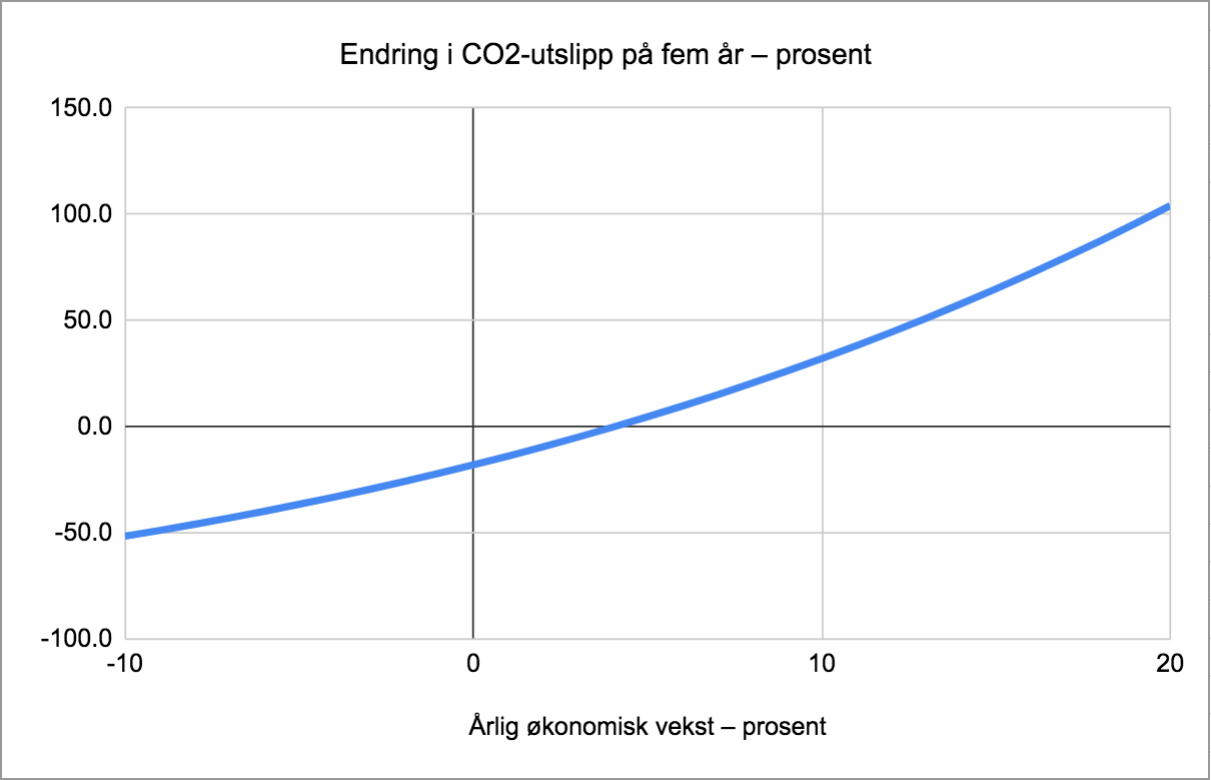 Endring i CO2-utslipp på fem år – prosent
150.0
100.0
50.0
0.0
-50.0
-100.0
-10 0 10 20
Årlig økonomisk vekst – prosent